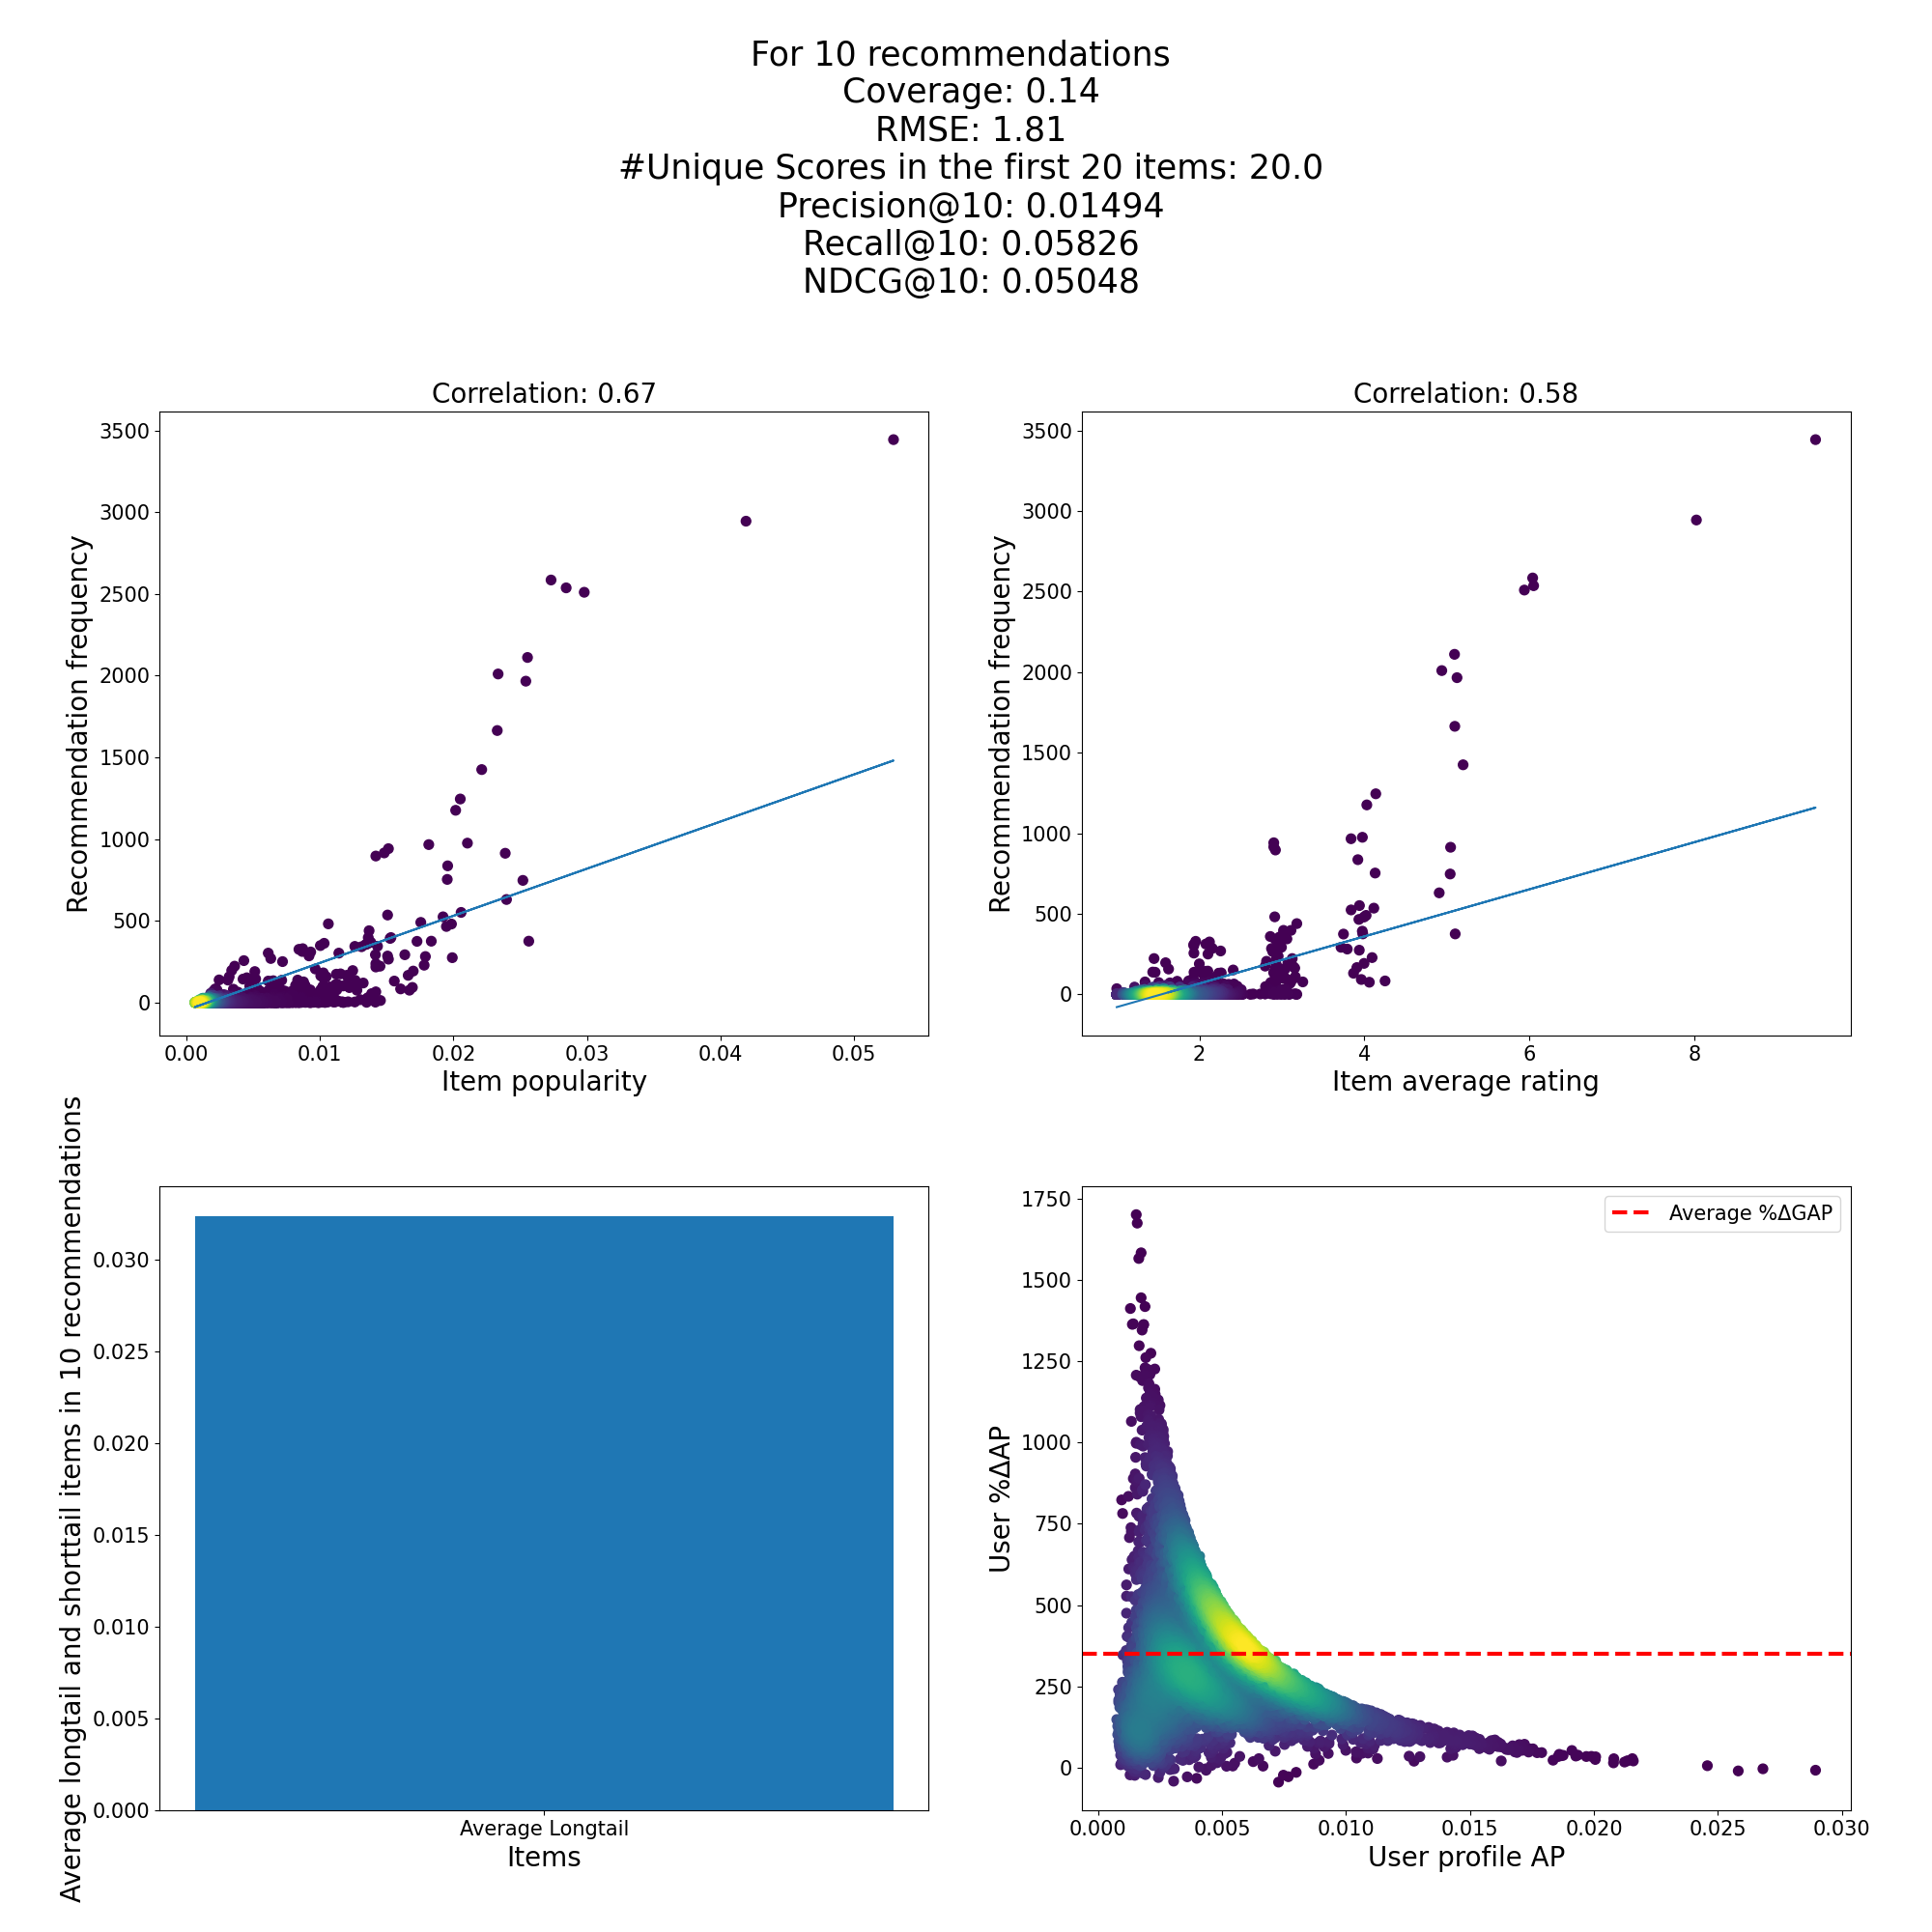 For 10 recommendations
Coverage: 0.14
RMSE: 1.81
#Unique Scores in the first 20 items: 20.0
Precision@10: 0.01494
Recall@10: 0.05826
NDCG@10: 0.05048
Correlation: 0.67
3500
3000
2500
2000
1500
1000
500
0
Recommendation frequency
0.00 0.01 0.02 0.03 0.04 0.05
Item popularity
Correlation: 0.58
3500
3000
2500
2000
1500
1000
500
0
Recommendation frequency
2 4 6 8
Item average rating
0.030
0.025
0.020
0.015
0.010
0.005
0.000
Average longtail and shorttail items in 10 recommendations
Average Longtail
Items
Average %ΔGAP
1750
1500
1250
1000
750
500
250
0
User %ΔAP
0.000 0.005 0.010 0.015 0.020 0.025 0.030
User profile AP